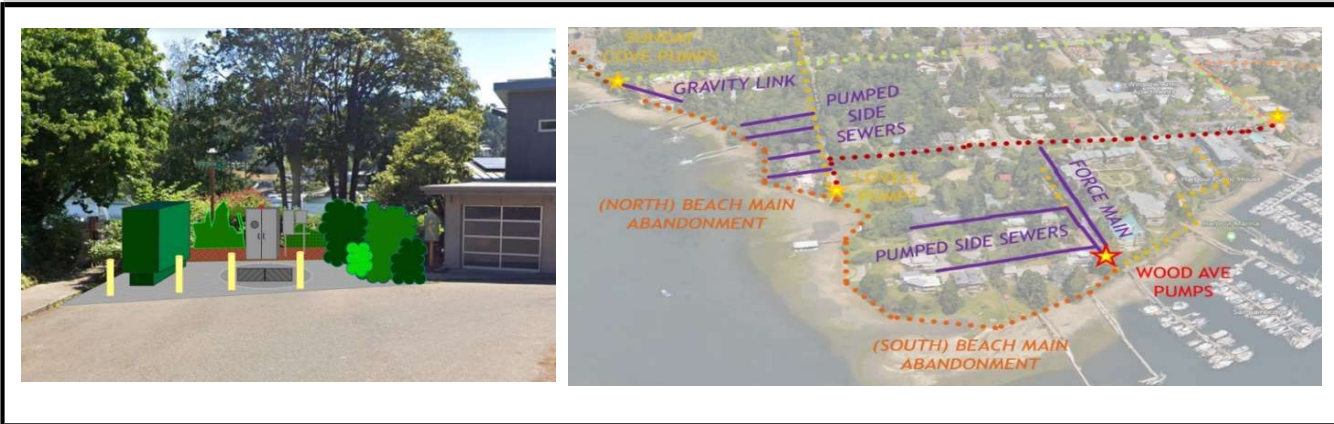 SUNDAY
COVE PUMPS
GRAVITY LINK
PUMPED
SIDE
SEWERS
(NORTH) BEACH MAIN
ABANDONMENT
FORCE MAIN
PUMPED SIDE SEWERS
WOOD AVE
PUMPS
(SOUTH) BEACH MAIN
ABANDONMENT